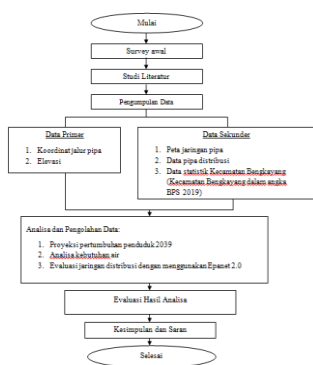 Mulai
Survey awal
Studi Literatur
Pengumpulan Data
Data Primer
1. Koordinat jalur pipa
2. Elevasi
Data Sekunder
1. Peta jaringan pipa
2. Data pipa distribusi
3. Data statistik Kecamatan Bengkayang
(Kecamatan Bengkayang dalam angka
BPS 2019)
Analisa dan Pengolahan Data:
1. Proyeksi pertumbuhan penduduk 2039
2. Analisa kebutuhan air
3. Evaluasi jaringan distribusi dengan menggunakan Epanet 2.0
Evaluasi Hasil Analisa
Kesimpulan dan Saran
Selesai